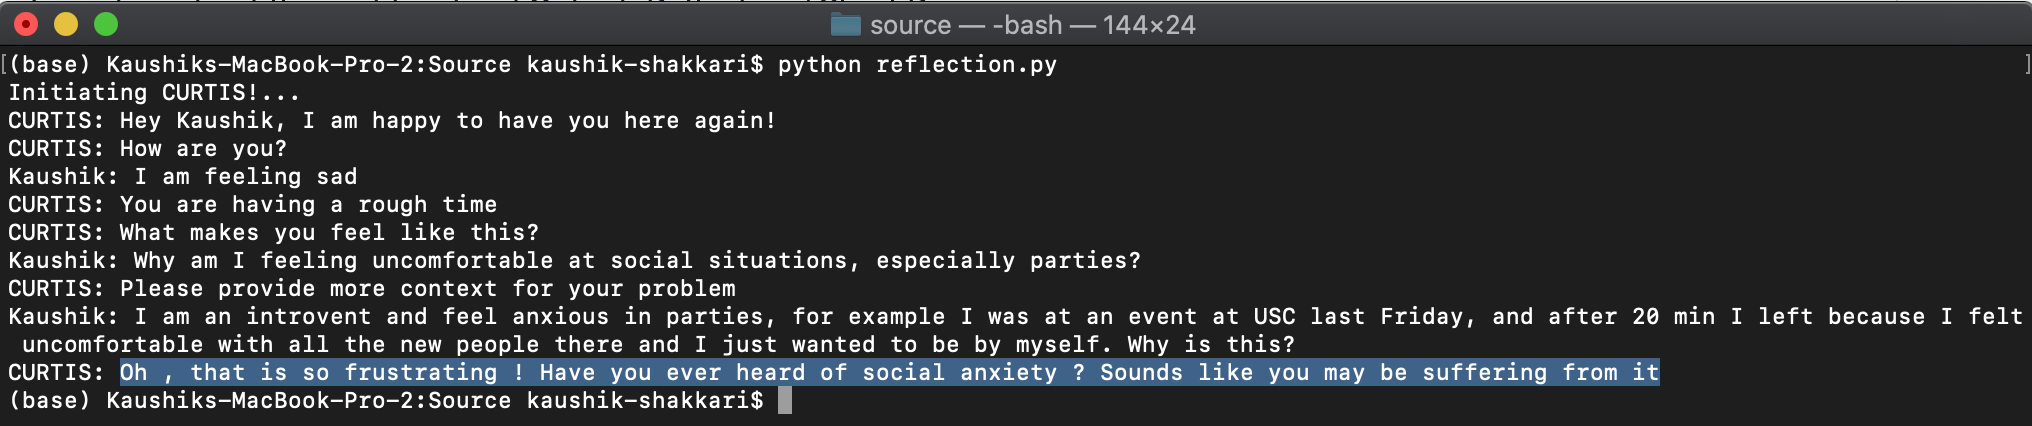 source — -bash — 144×24
[(base) Kaushiks-MacBook-Pro-2:Source kaushik-shakkari$ python reflection.py ]
Initiating CURTIS!...
CURTIS: Hey Kaushik, I am happy to have you here again!
CURTIS: How are you?
Kaushik: I am feeling sad
CURTIS: You are having a rough time
CURTIS: What makes you feel like this?
Kaushik: Why am I feeling uncomfortable at social situations, especially parties?
CURTIS: Please provide more context for your problem
Kaushik: I am an introvent and feel anxious in parties, for example I was at an event at USC last Friday, and after 20 min I left because I felt
uncomfortable with all the new people there and I just wanted to be by myself. Why is this?
CURTIS: Oh , that is so frustrating ! Have you ever heard of social anxiety ? Sounds like you may be suffering from it
(base) Kaushiks-MacBook-Pro-2:Source kaushik-shakkari$